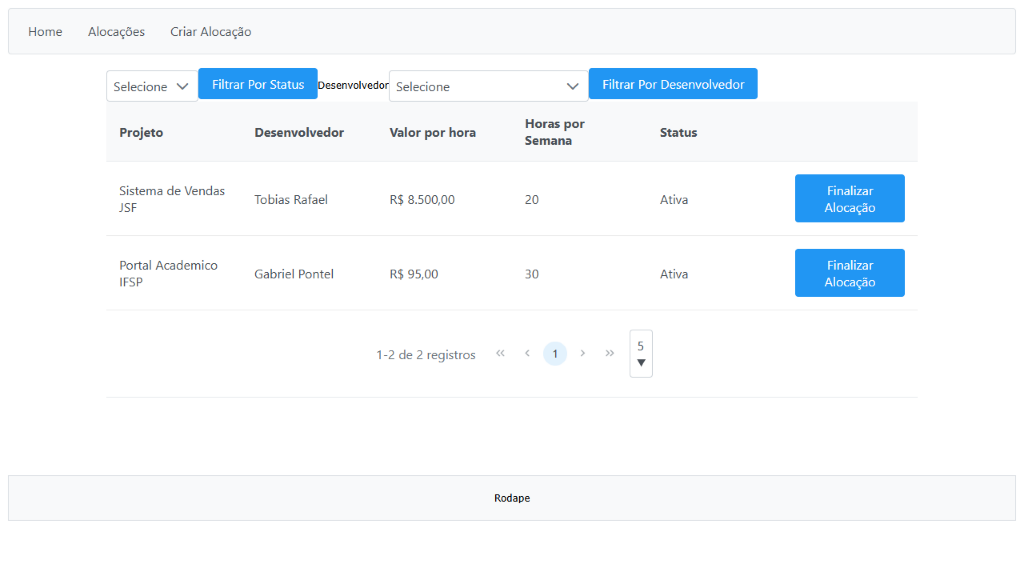 Home Alocações Criar Alocação
Selecione Filtrar Por Status Desenvolvedor Selecione Filtrar Por Desenvolvedor
Projeto Desenvolvedor Valor por hora Horas por Semana Status
Sistema de Vendas JSF Tobias Rafael R$ 8.500,00 20 Ativa Finalizar Alocação
Portal Academico IFSP Gabriel Pontel R$ 95,00 30 Ativa Finalizar Alocação
1-2 de 2 registros 1 5
Rodape